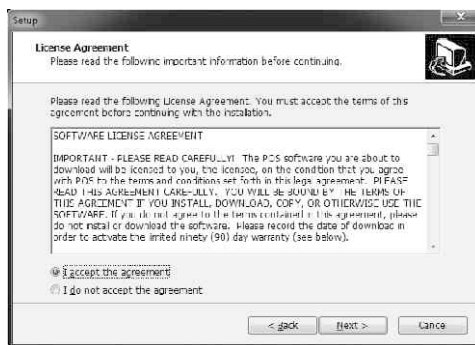 Setup
License Agreement
Please read the following important information before continuing.
Please read the following License Agreement. You must accept the terms of this
agreement before continuing with the installation.
SOFTWARE LICENSE AGREEMENT
IMPORTANT - PLEASE READ CAREFULLY! The POS software you are about to
download will be licensed to you, the licensee, on the condition that you agree
with POS to the terms and conditions set forth in this legal agreement. PLEASE
READ THIS AGREEMENT CAREFULLY. YOU WILL BE BOUND BY THE TERMS OF
THIS AGREEMENT IF YOU INSTALL, DOWNLOAD, COPY, OR OTHERWISE USE THE
SOFTWARE. If you do not agree to the terms contained in this agreement, please
do not install or download the software. Please record the date of download in
order to activate the limited ninety (90) day warranty (see below).
I accept the agreement
I do not accept the agreement
< Back Next > Cancel